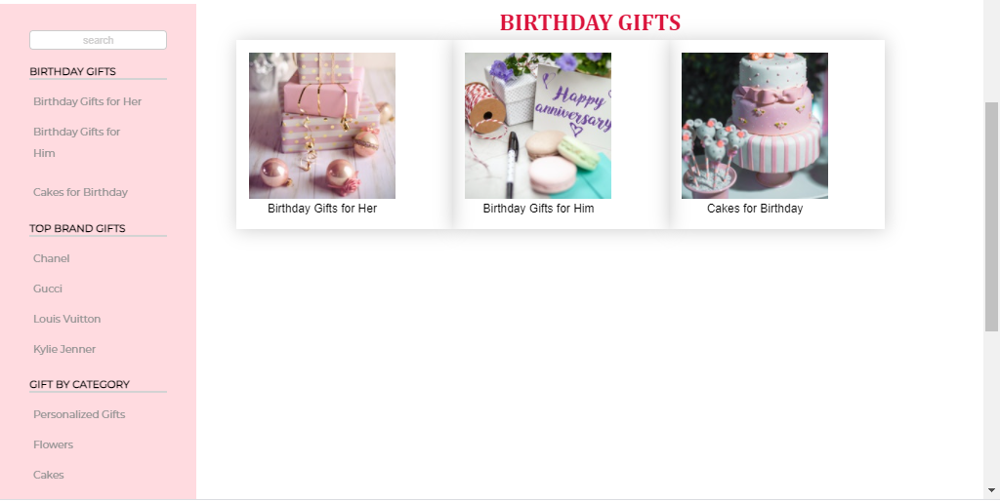 search
BIRTHDAY GIFTS
Birthday Gifts for Her
Birthday Gifts for
Him
Cakes for Birthday
TOP BRAND GIFTS
Chanel
Gucci
Louis Vuitton
Kylie Jenner
GIFT BY CATEGORY
Personalized Gifts
Flowers
Cakes
BIRTHDAY GIFTS
Happy
anniversary
Birthday Gifts for Her
Birthday Gifts for Him
Cakes for Birthday